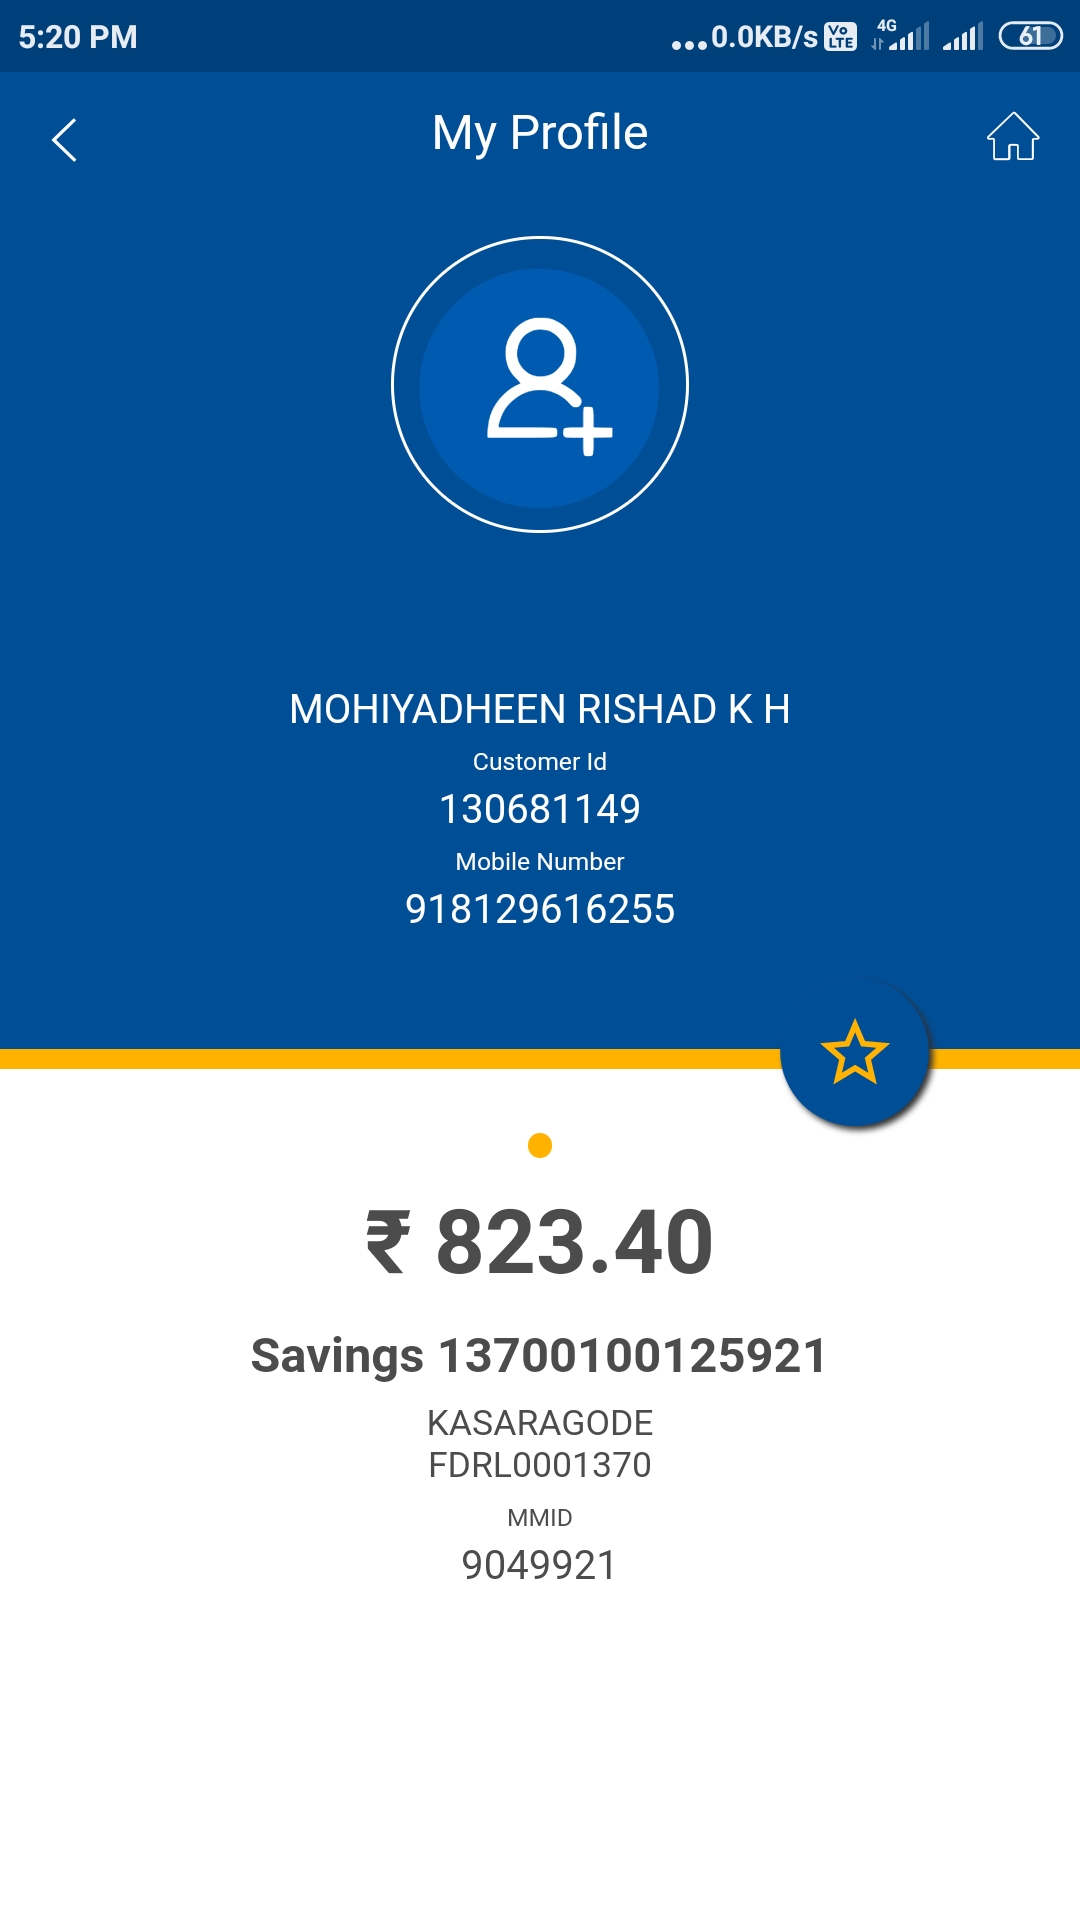 5:20 PM ...0.0KB/s Vo LTE 4G 61
My Profile
MOHIYADHEEN RISHAD K H
Customer Id
130681149
Mobile Number
918129616255
₹ 823.40
Savings 13700100125921
KASARAGODE
FDRL0001370
MMID
9049921